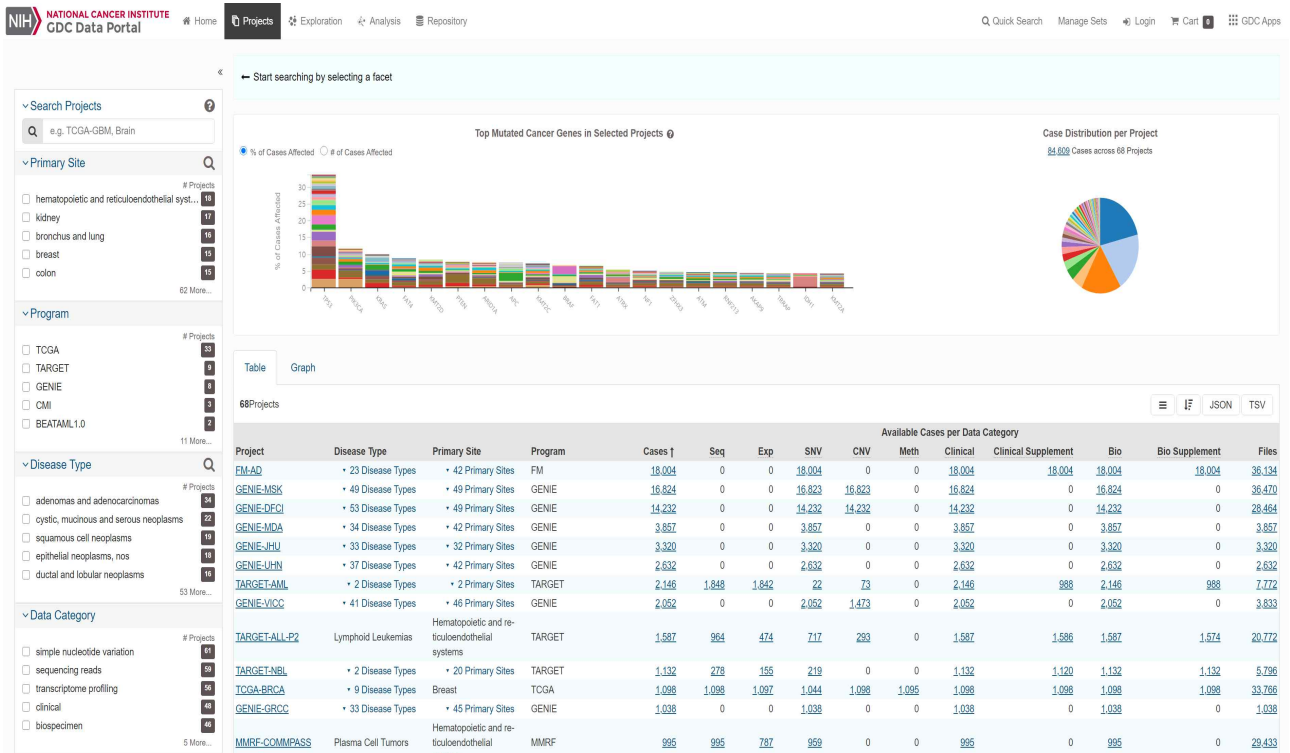 NIH NATIONAL CANCER INSTITUTE
GDC Data Portal
Home Projects Exploration Analysis Repository
Quick Search Manage Sets Login Cart 0 GDC Apps
«
← Start searching by selecting a facet
Search Projects ?
e.g. TCGA-GBM, Brain
Primary Site
# Projects
hematopoietic and reticuloendothelial syst... 18
kidney 17
bronchus and lung 16
breast 15
colon 15
62 More...
Program
# Projects
TCGA 33
TARGET 9
GENIE 8
CMI 3
BEATAML1.0 2
11 More...
Disease Type
# Projects
adenomas and adenocarcinomas 34
cystic, mucinous and serous neoplasms 22
squamous cell neoplasms 19
epithelial neoplasms, nos 18
ductal and lobular neoplasms 16
53 More...
Data Category
# Projects
simple nucleotide variation 61
sequencing reads 59
transcriptome profiling 56
clinical 48
biospecimen 46
5 More...
Top Mutated Cancer Genes in Selected Projects ?
% of Cases Affected # of Cases Affected
% of Cases Affected
30
25
20
15
10
5
0
TP53 PIK3CA KRAS FAT4 KMT2D PTEN ARID1A APC KMT2C BRAF FAT1 ATRX NF1 ZFHX3 ATM RNF213 AKAP9 TRRAP IDH1 KMT2A
Case Distribution per Project
84,609 Cases across 68 Projects
Table Graph
68Projects
JSON TSV
Available Cases per Data Category
Project Disease Type Primary Site Program Cases † Seq Exp SNV CNV Meth Clinical Clinical Supplement Bio Bio Supplement Files
FM-AD 23 Disease Types 42 Primary Sites FM 18,004 0 0 18,004 0 0 18,004 18,004 18,004 18,004 36,134
GENIE-MSK 49 Disease Types 49 Primary Sites GENIE 16,824 0 0 16,823 16,823 0 16,824 0 16,824 0 36,470
GENIE-DFCI 53 Disease Types 49 Primary Sites GENIE 14,232 0 0 14,232 14,232 0 14,232 0 14,232 0 28,464
GENIE-MDA 34 Disease Types 42 Primary Sites GENIE 3,857 0 0 3,857 0 0 3,857 0 3,857 0 3,857
GENIE-JHU 33 Disease Types 32 Primary Sites GENIE 3,320 0 0 3,320 0 0 3,320 0 3,320 0 3,320
GENIE-UHN 37 Disease Types 42 Primary Sites GENIE 2,632 0 0 2,632 0 0 2,632 0 2,632 0 2,632
TARGET-AML 2 Disease Types 2 Primary Sites TARGET 2,146 1,848 1,842 22 73 0 2,146 988 2,146 988 7,772
GENIE-VICC 41 Disease Types 46 Primary Sites GENIE 2,052 0 0 2,052 1,473 0 2,052 0 2,052 0 3,833
Hematopoietic and re-
TARGET-ALL-P2 Lymphoid Leukemias ticuloendothelial TARGET 1,587 964 474 717 293 0 1,587 1,586 1,587 1,574 20,772
systems
TARGET-NBL 2 Disease Types 20 Primary Sites TARGET 1,132 278 155 219 0 0 1,132 1,120 1,132 1,132 5,796
TCGA-BRCA 9 Disease Types Breast TCGA 1,098 1,098 1,097 1,044 1,098 1,095 1,098 1,098 1,098 1,098 33,766
GENIE-GRCC 33 Disease Types 45 Primary Sites GENIE 1,038 0 0 1,038 0 0 1,038 0 1,038 0 1,038
Hematopoietic and re-
MMRF-COMMPASS Plasma Cell Tumors ticuloendothelial MMRF 995 995 787 959 0 0 995 0 995 0 29,433